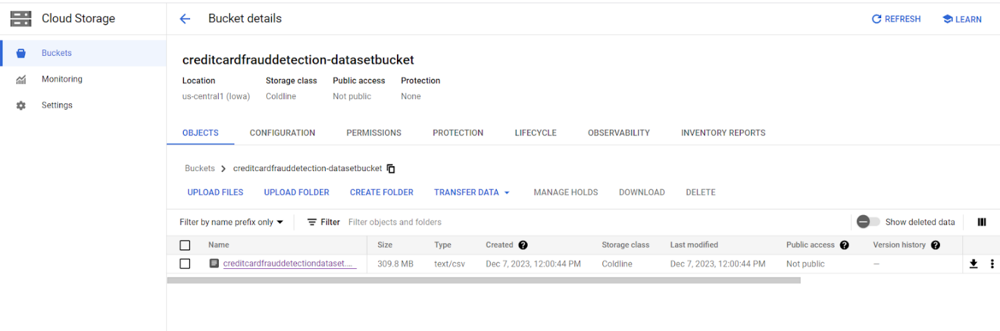 Cloud Storage
Bucket details
REFRESH
LEARN
Buckets
Monitoring
Settings
creditcardfrauddetection-datasetbucket
Location Storage class Public access Protection
us-central1 (Iowa) Coldline Not public None
OBJECTS CONFIGURATION PERMISSIONS PROTECTION LIFECYCLE OBSERVABILITY INVENTORY REPORTS
Buckets > creditcardfrauddetection-datasetbucket
UPLOAD FILES UPLOAD FOLDER CREATE FOLDER TRANSFER DATA MANAGE HOLDS DOWNLOAD DELETE
Filter by name prefix only Filter Filter objects and folders Show deleted data
Name Size Type Created Storage class Last modified Public access Version history
creditcardfrauddetectiondataset.... 309.8 MB text/csv Dec 7, 2023, 12:00:44 PM Coldline Dec 7, 2023, 12:00:44 PM Not public —